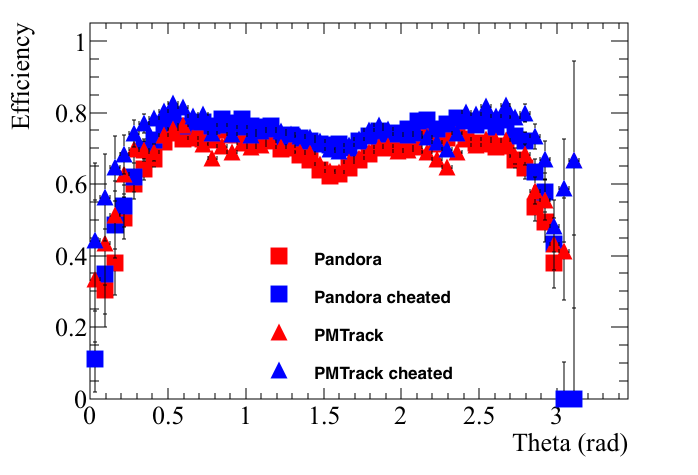 Efficiency
1
0.8
0.6
0.4
0.2
0
Pandora
Pandora cheated
PMTrack
PMTrack cheated
0 0.5 1 1.5 2 2.5 3
Theta (rad)